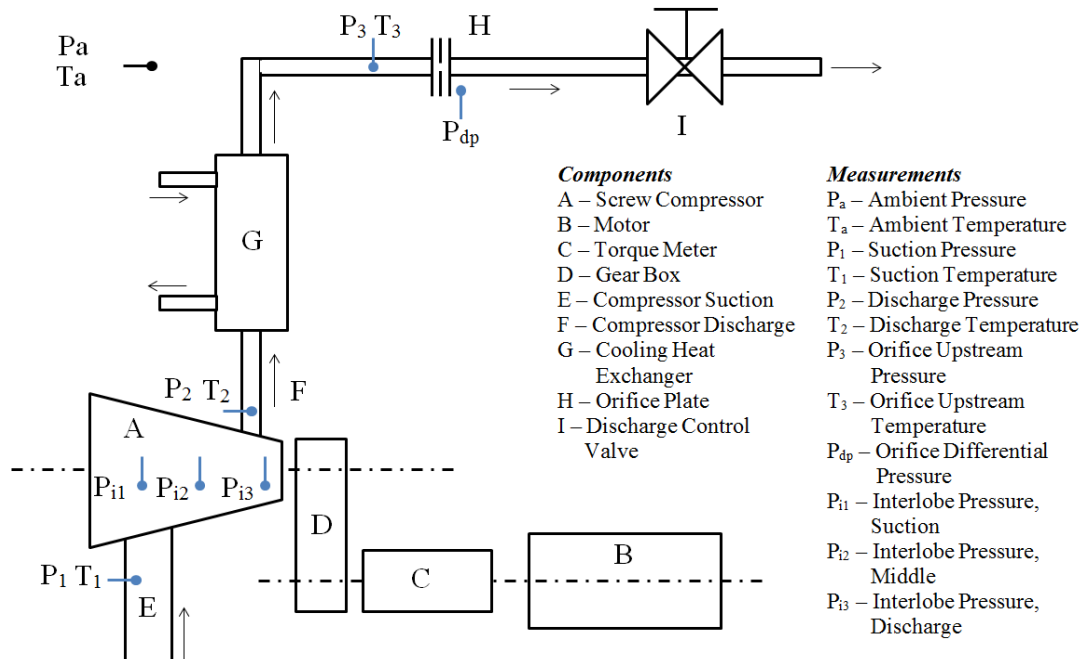 Pa
Ta
P3 T3
H
Pdp
I
G
P2 T2
F
A
Pi1 Pi2 Pi3
D
C
B
P1 T1
E
Components
A – Screw Compressor
B – Motor
C – Torque Meter
D – Gear Box
E – Compressor Suction
F – Compressor Discharge
G – Cooling Heat
Exchanger
H – Orifice Plate
I – Discharge Control
Valve
Measurements
Pa – Ambient Pressure
Ta – Ambient Temperature
P1 – Suction Pressure
T1 – Suction Temperature
P2 – Discharge Pressure
T2 – Discharge Temperature
P3 – Orifice Upstream
Pressure
T3 – Orifice Upstream
Temperature
Pdp – Orifice Differential
Pressure
Pi1 – Interlobe Pressure,
Suction
Pi2 – Interlobe Pressure,
Middle
Pi3 – Interlobe Pressure,
Discharge